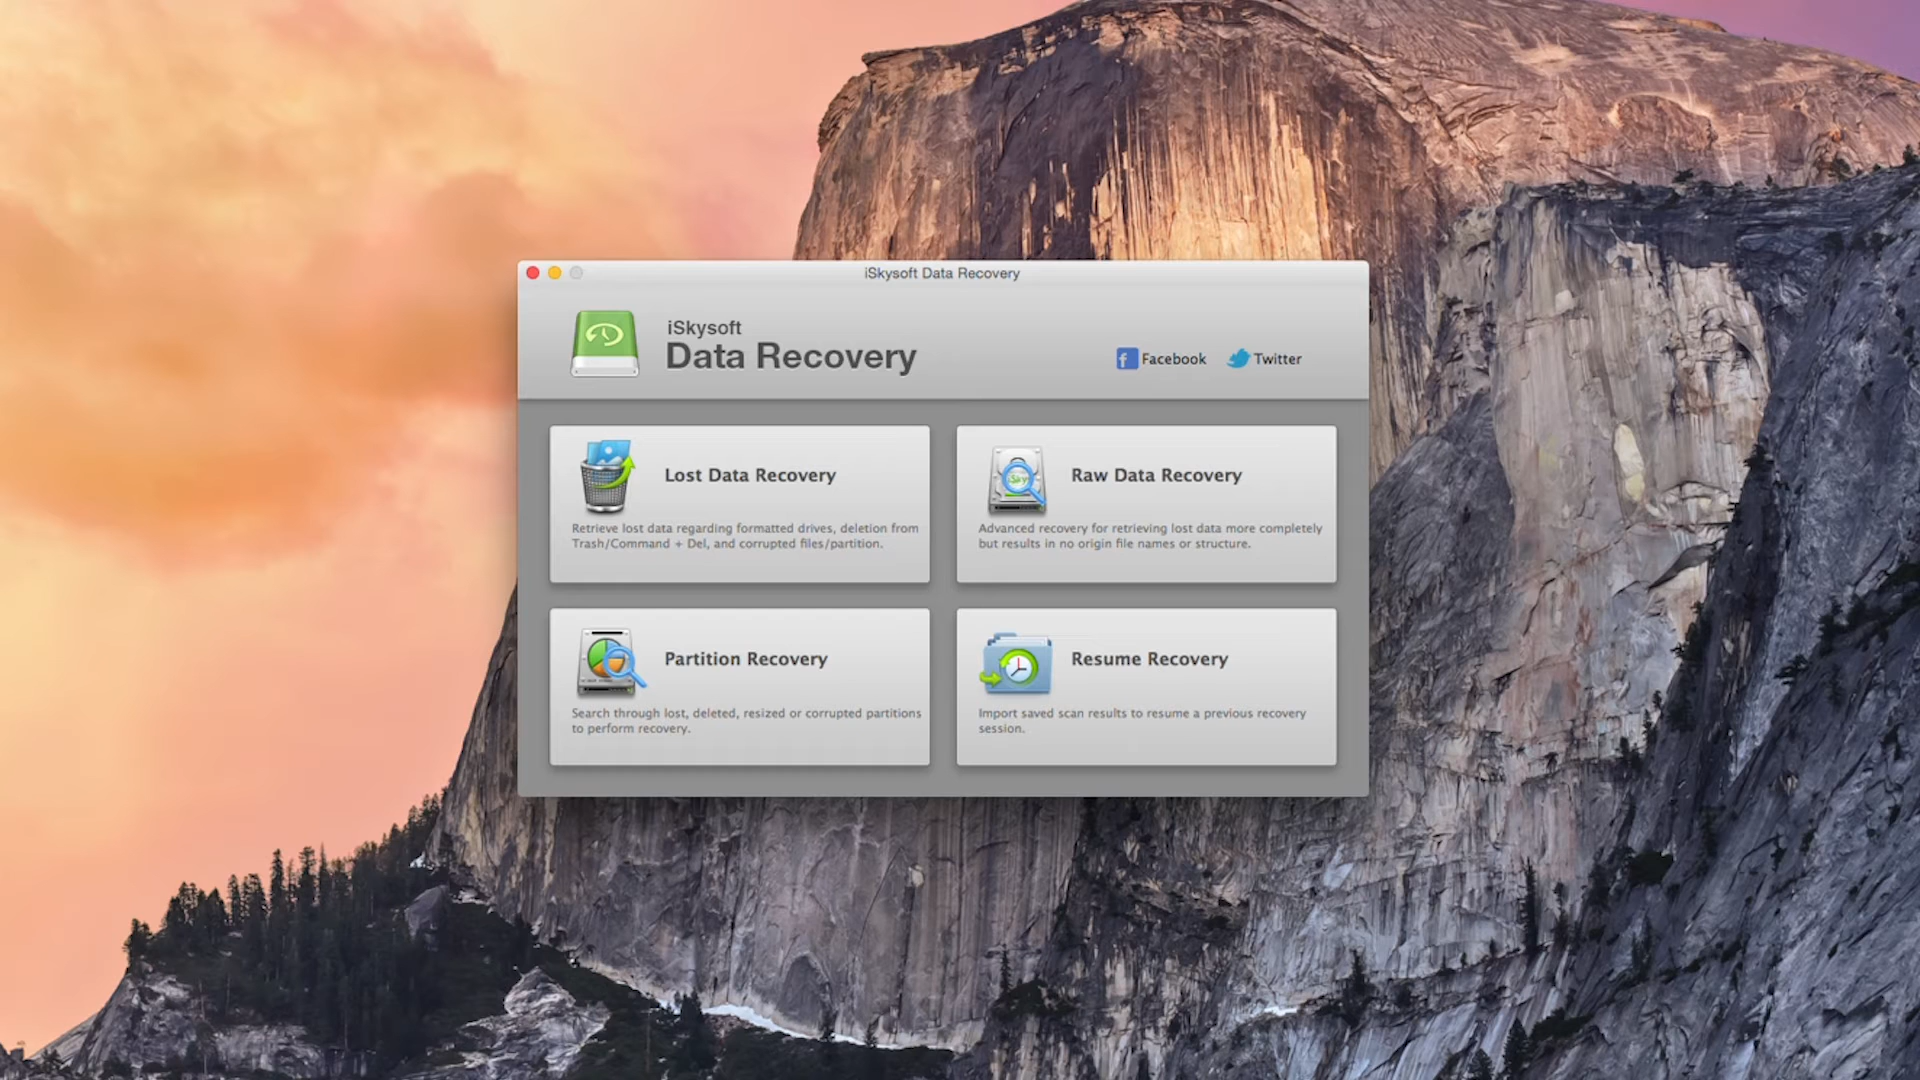 iSkysoft Data Recovery
iSkysoft
Data Recovery
Facebook
Twitter
Lost Data Recovery
Retrieve lost data regarding formatted drives, deletion from
Trash/Command + Del, and corrupted files/partition.
Raw Data Recovery
Advanced recovery for retrieving lost data more completely
but results in no origin file names or structure.
Partition Recovery
Search through lost, deleted, resized or corrupted partitions
to perform recovery.
Resume Recovery
Import saved scan results to resume a previous recovery
session.